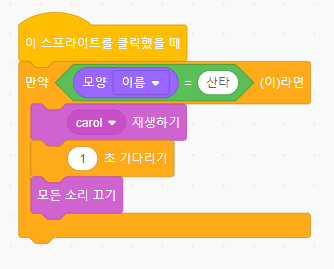 이 스프라이트를 클릭했을 때
만약 모양 이름 = 산타 (이)라면
carol 재생하기
1 초 기다리기
모든 소리 끄기